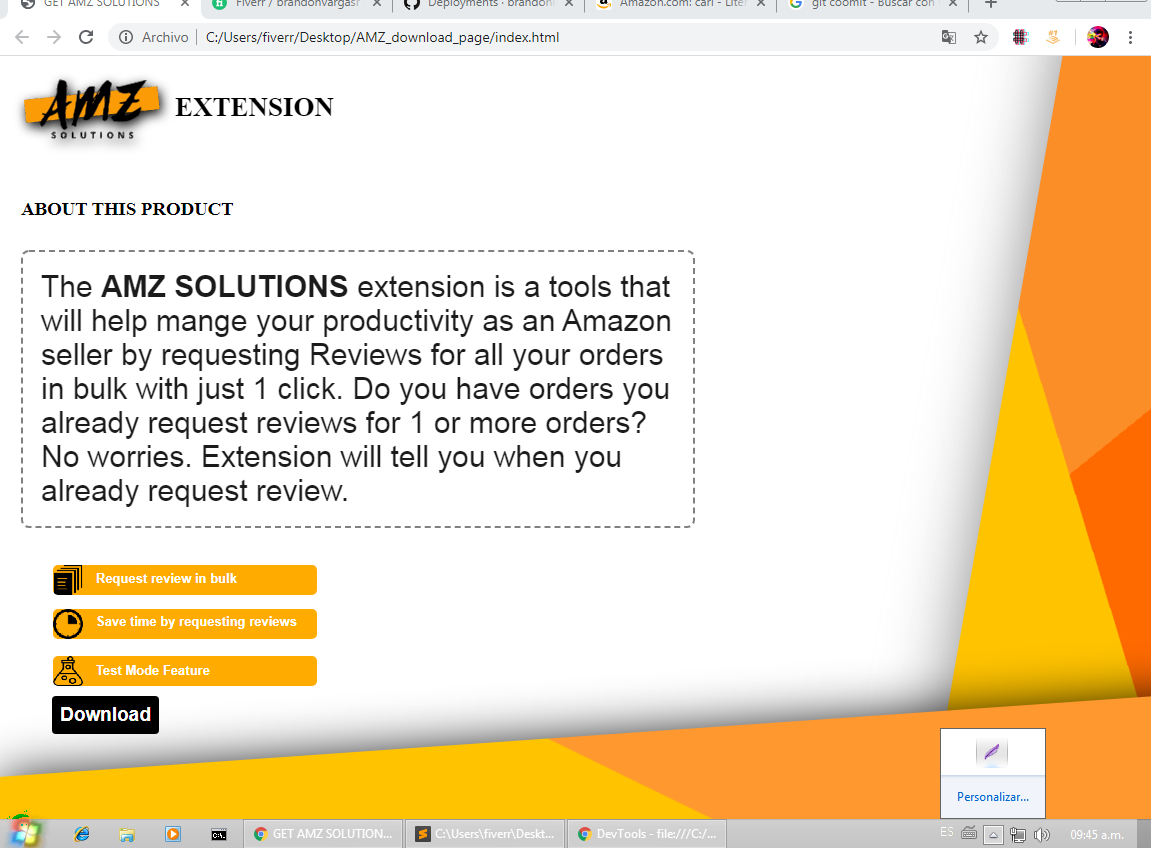 GET AMZ SOLUTIONS
Fiverr / brandonvargasr
Deployments · brandon
Amazon.com: carl - Liter
git coomit - Buscar con
Archivo
C:/Users/fiverr/Desktop/AMZ_download_page/index.html
AMZ
SOLUTIONS
EXTENSION
ABOUT THIS PRODUCT
The AMZ SOLUTIONS extension is a tools that
will help mange your productivity as an Amazon
seller by requesting Reviews for all your orders
in bulk with just 1 click. Do you have orders you
already request reviews for 1 or more orders?
No worries. Extension will tell you when you
already request review.
Request review in bulk
Save time by requesting reviews
Test Mode Feature
Download
Personalizar...
GET AMZ SOLUTION...
C:\Users\fiverr\Deskt...
DevTools - file:///C:/...
ES
09:45 a.m.